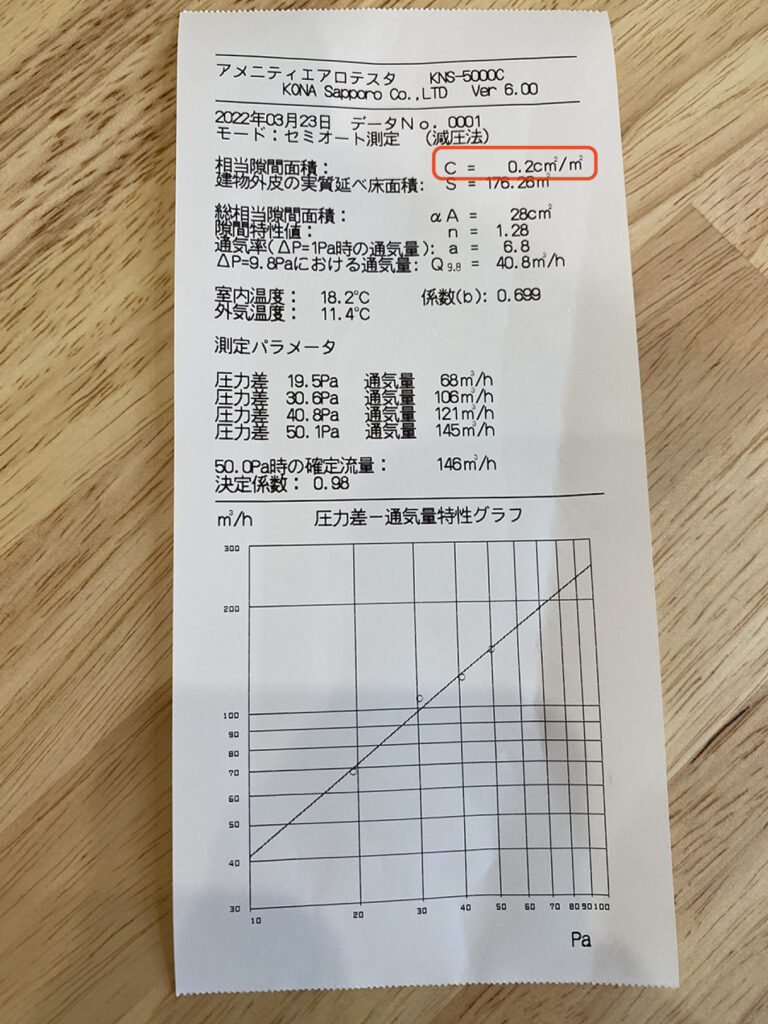 アメニティエアロテスタ KNS-5000C
KONA Sapporo Co.,LTD Ver 6.00
2022年03月23日 データNo. 0001
モード：セミオート測定 （減圧法）
相当隙間面積： C = 0.2cm²/m²
建物外皮の実質延べ床面積： S = 176.26m²
総相当隙間面積： αA = 28cm²
隙間特性値： n = 1.28
通気率(ΔP=1Pa時の通気量)： a = 6.8
ΔP=9.8Paにおける通気量： Q9.8 = 40.8m³/h
室内温度： 18.2℃ 係数(b)： 0.699
外気温度： 11.4℃
測定パラメータ
圧力差 19.5Pa 通気量 68m³/h
圧力差 30.6Pa 通気量 106m³/h
圧力差 40.8Pa 通気量 121m³/h
圧力差 50.1Pa 通気量 145m³/h
50.0Pa時の確定流量： 146m³/h
決定係数： 0.98
m³/h 圧力差－通気量特性グラフ
300
200
100
90
80
70
60
50
40
30
10 20 30 40 50 60 70 80 90 100
Pa